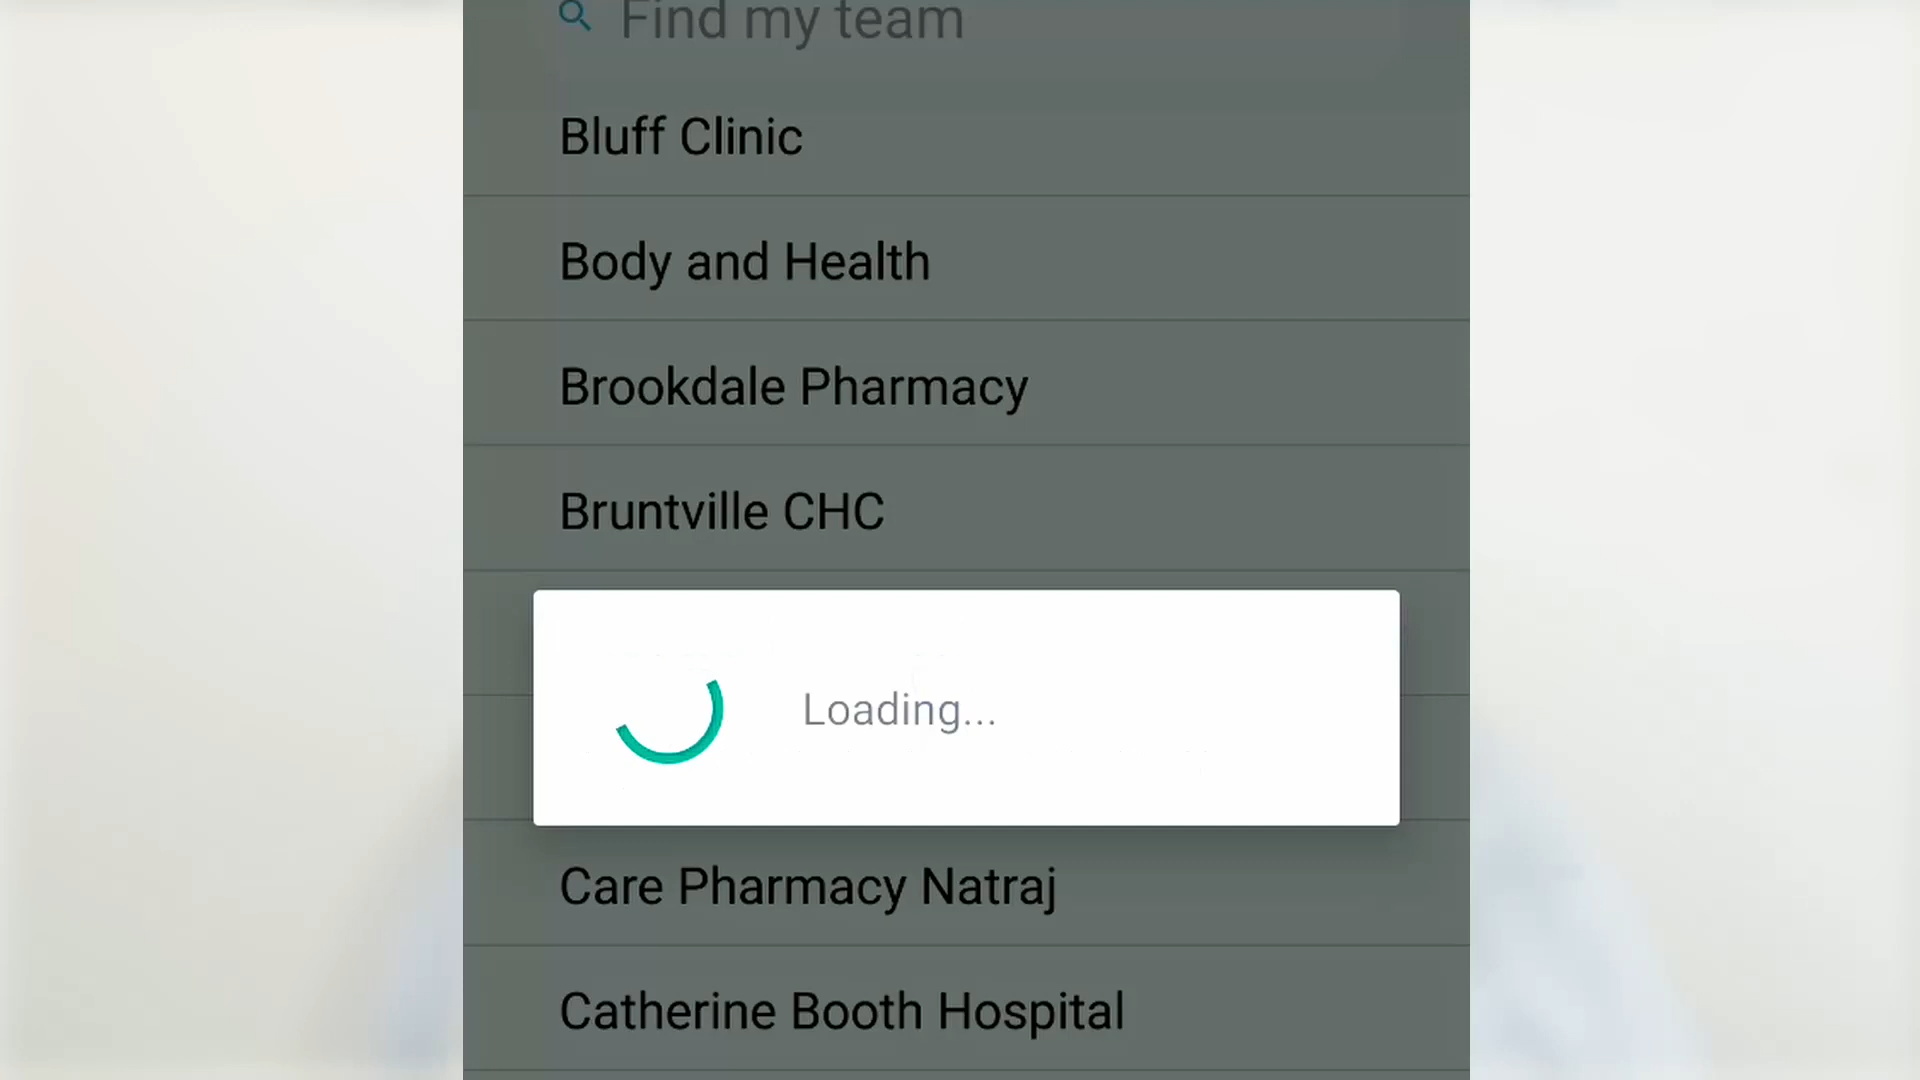 Find my team
Bluff Clinic
Body and Health
Brookdale Pharmacy
Bruntville CHC
Loading...
Care Pharmacy Natraj
Catherine Booth Hospital